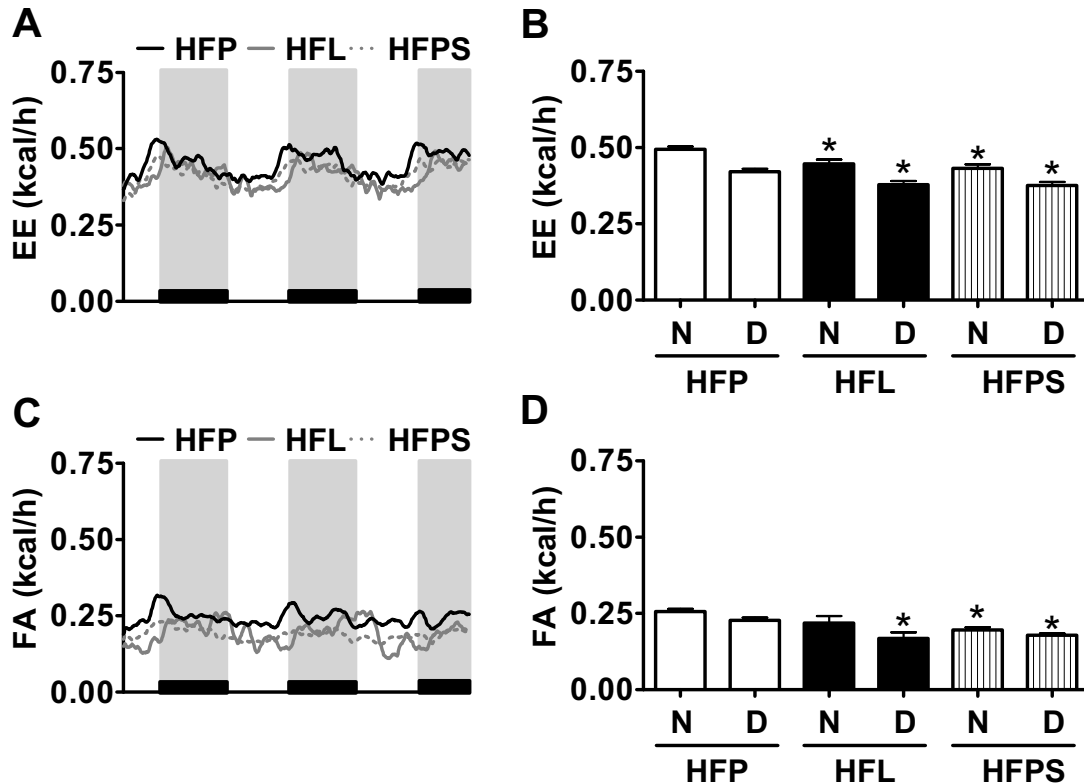 A
HFP HFL HFPS
EE (kcal/h)
0.75
0.50
0.25
0.00
B
EE (kcal/h)
0.75
0.50
0.25
0.00
* * * *
N D N D N D
HFP HFL HFPS
C
HFP HFL HFPS
FA (kcal/h)
0.75
0.50
0.25
0.00
D
FA (kcal/h)
0.75
0.50
0.25
0.00
* * *
N D N D N D
HFP HFL HFPS